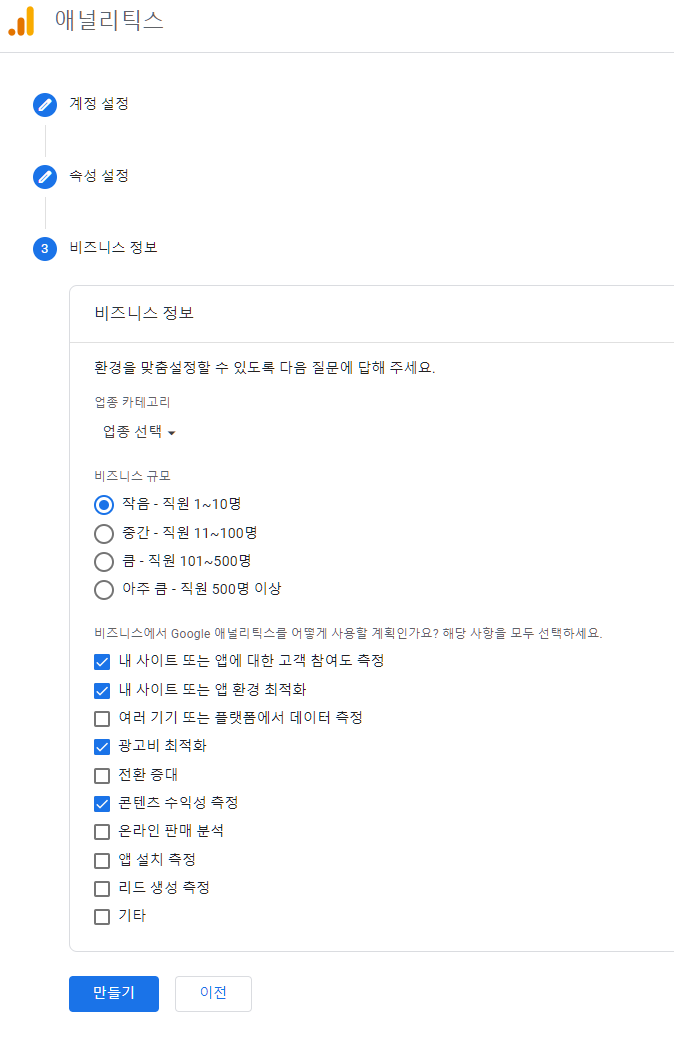 애널리틱스
계정 설정
속성 설정
3 비즈니스 정보
비즈니스 정보
환경을 맞춤설정할 수 있도록 다음 질문에 답해 주세요.
업종 카테고리
업종 선택
비즈니스 규모
작음 - 직원 1~10명
중간 - 직원 11~100명
큼 - 직원 101~500명
아주 큼 - 직원 500명 이상
비즈니스에서 Google 애널리틱스를 어떻게 사용할 계획인가요? 해당 사항을 모두 선택하세요.
내 사이트 또는 앱에 대한 고객 참여도 측정
내 사이트 또는 앱 환경 최적화
여러 기기 또는 플랫폼에서 데이터 측정
광고비 최적화
전환 증대
콘텐츠 수익성 측정
온라인 판매 분석
앱 설치 측정
리드 생성 측정
기타
만들기 이전